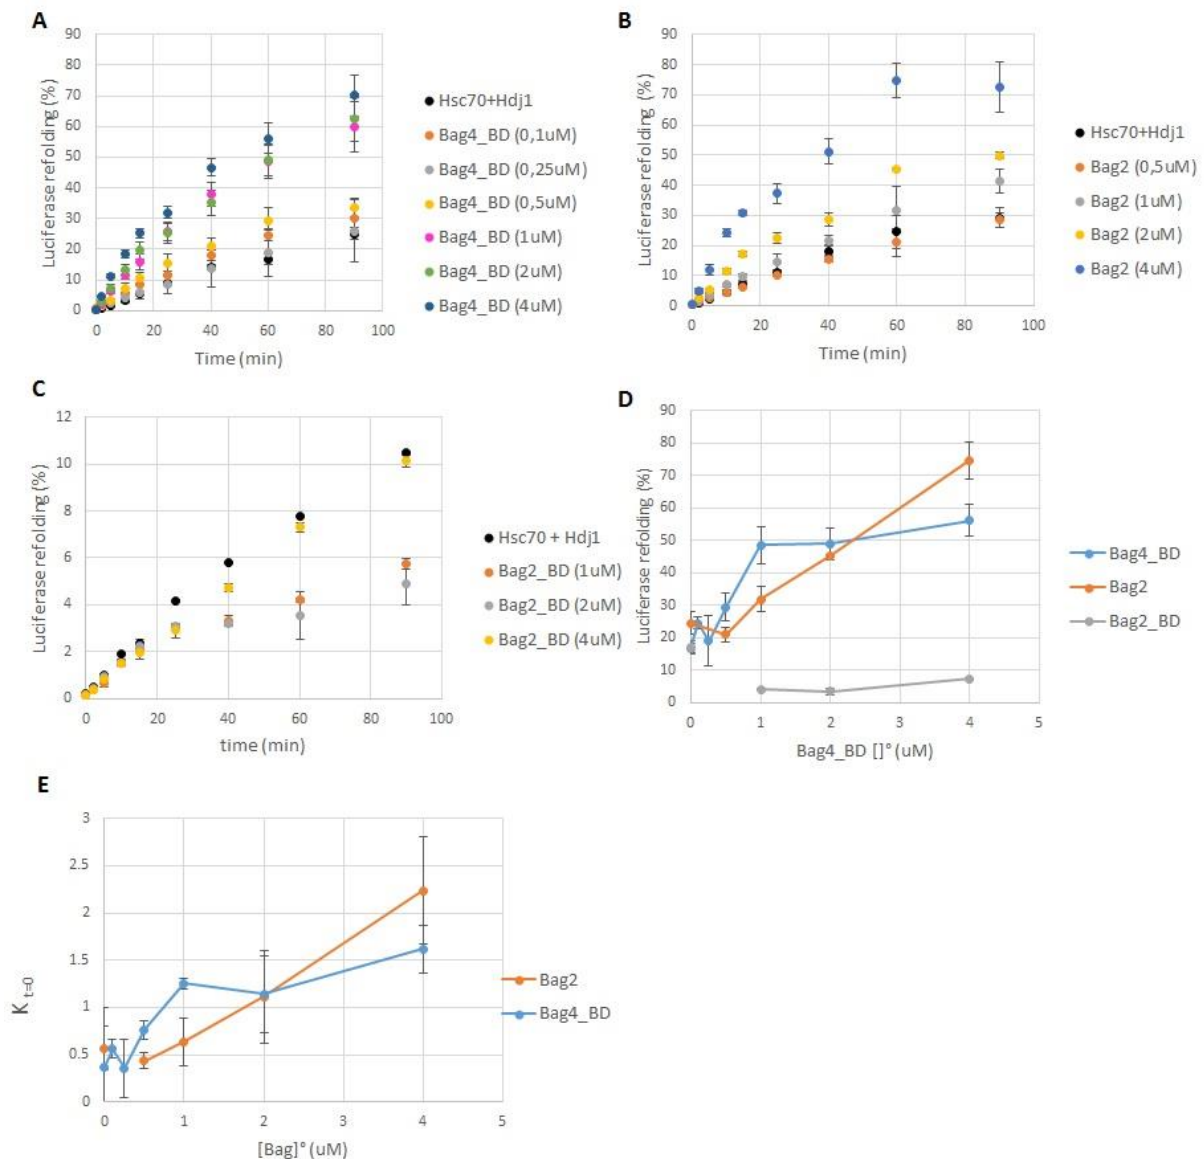 A
Luciferase refolding (%)
90
80
70
60
50
40
30
20
10
0
0 20 40 60 80 100
Time (min)
Hsc70+Hdj1
Bag4_BD (0,1uM)
Bag4_BD (0,25uM)
Bag4_BD (0,5uM)
Bag4_BD (1uM)
Bag4_BD (2uM)
Bag4_BD (4uM)
B
Luciferase refolding (%)
90
80
70
60
50
40
30
20
10
0
0 20 40 60 80 100
Time (min)
Hsc70+Hdj1
Bag2 (0,5uM)
Bag2 (1uM)
Bag2 (2uM)
Bag2 (4uM)
C
Luciferase refolding (%)
12
10
8
6
4
2
0
0 20 40 60 80 100
time (min)
Hsc70 + Hdj1
Bag2_BD (1uM)
Bag2_BD (2uM)
Bag2_BD (4uM)
D
Luciferase refolding (%)
90
80
70
60
50
40
30
20
10
0
0 1 2 3 4 5
Bag4_BD []° (uM)
Bag4_BD
Bag2
Bag2_BD
E
K t=0
3
2.5
2
1.5
1
0.5
0
0 1 2 3 4 5
[Bag]° (uM)
Bag2
Bag4_BD